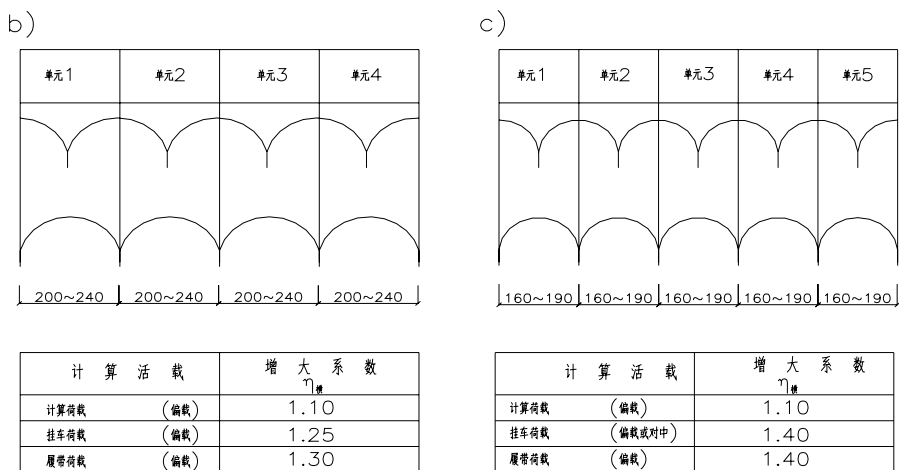 b)
单元1 单元2 单元3 单元4
200~240 200~240 200~240 200~240
计算活载 增大系数
η横
计算荷载 (偏载) 1.10
挂车荷载 (偏载) 1.25
履带荷载 (偏载) 1.30
c)
单元1 单元2 单元3 单元4 单元5
160~190 160~190 160~190 160~190 160~190
计算活载 增大系数
η横
计算荷载 (偏载) 1.10
挂车荷载 (偏载或对中) 1.40
履带荷载 (偏载) 1.40